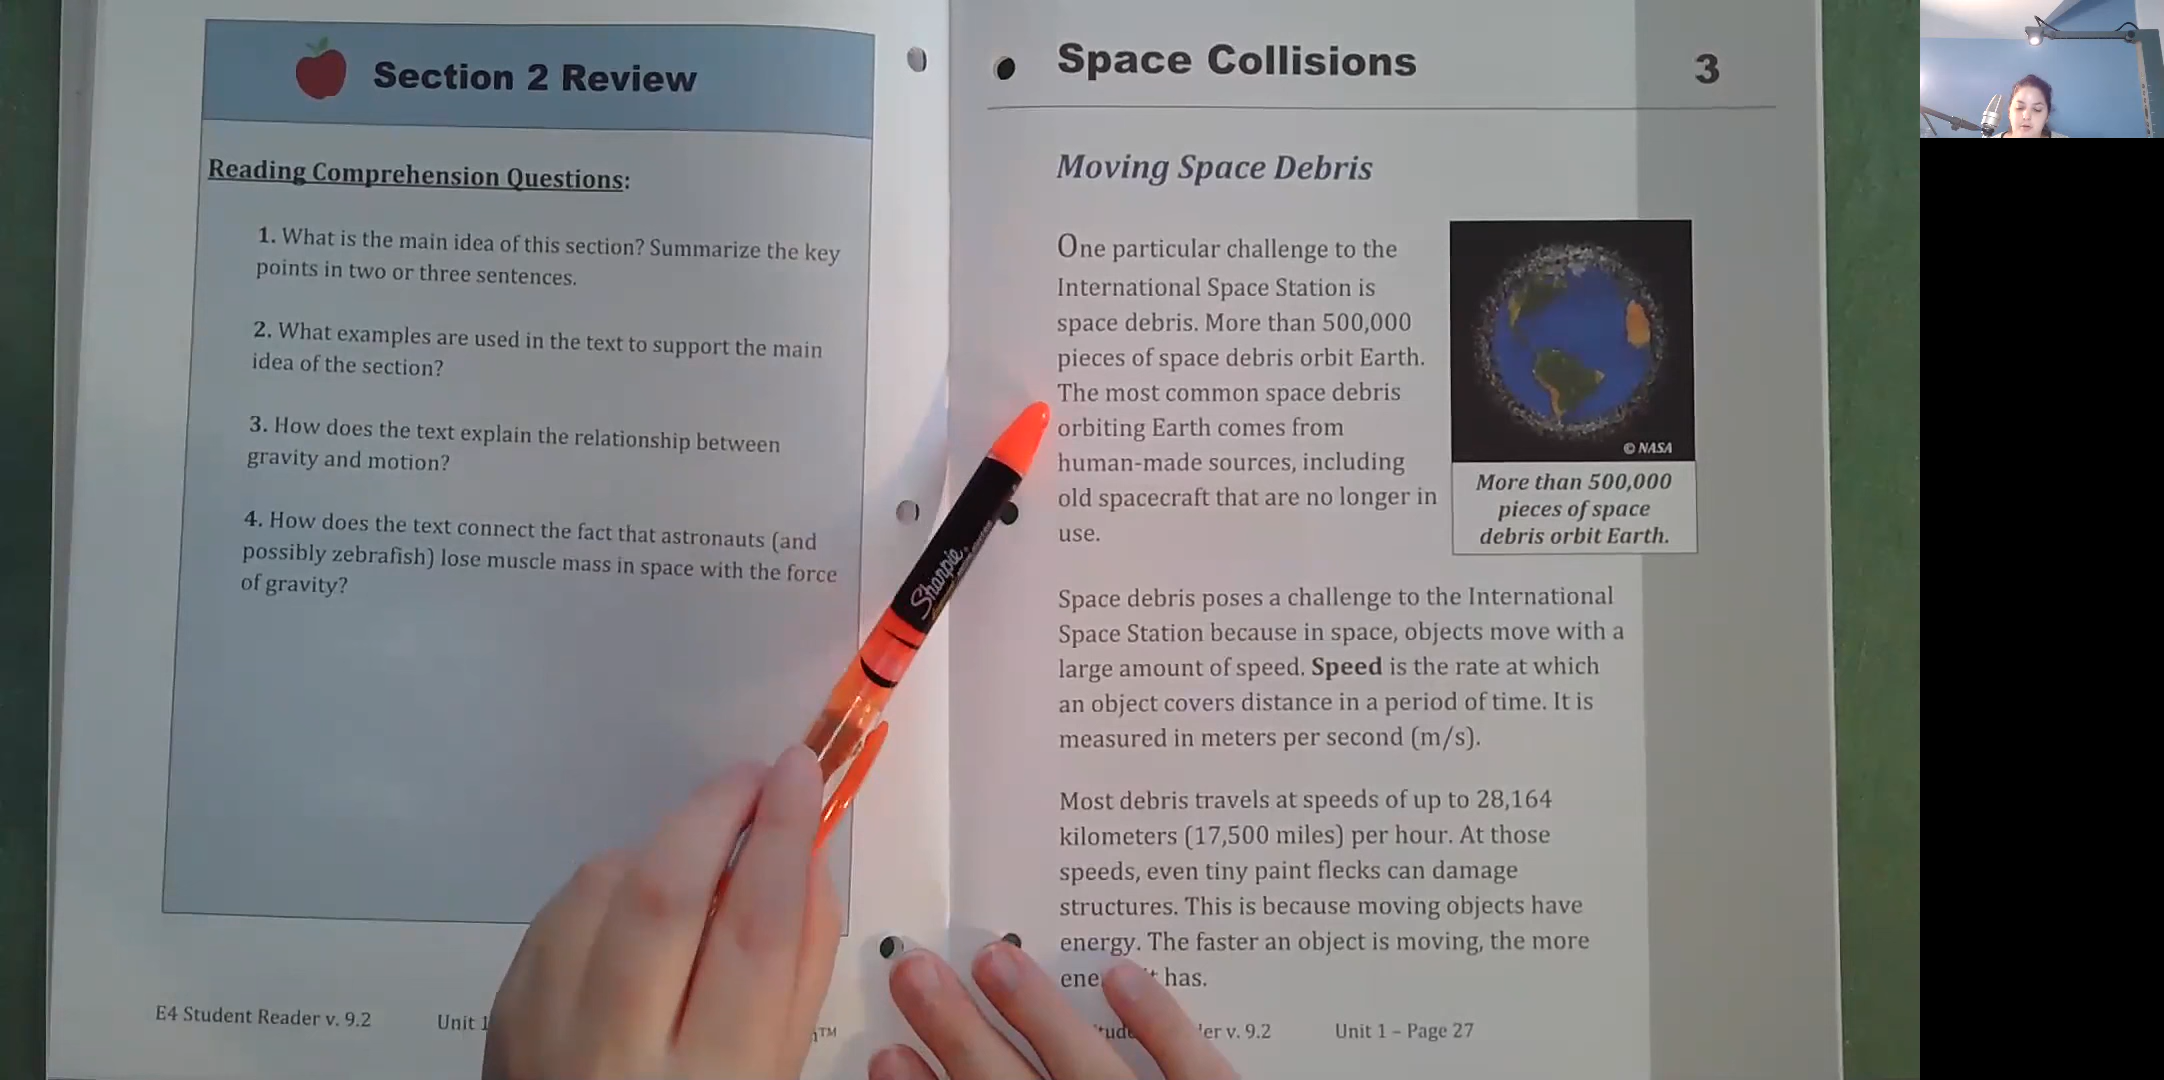 Section 2 Review
Reading Comprehension Questions:
1. What is the main idea of this section? Summarize the key
points in two or three sentences.
2. What examples are used in the text to support the main
idea of the section?
3. How does the text explain the relationship between
gravity and motion?
4. How does the text connect the fact that astronauts (and
possibly zebrafish) lose muscle mass in space with the force
of gravity?
E4 Student Reader v. 9.2 Unit 1
Space Collisions 3
Moving Space Debris
One particular challenge to the
International Space Station is
space debris. More than 500,000
pieces of space debris orbit Earth.
The most common space debris
orbiting Earth comes from
human-made sources, including
old spacecraft that are no longer in
use.
© NASA
More than 500,000
pieces of space
debris orbit Earth.
Space debris poses a challenge to the International
Space Station because in space, objects move with a
large amount of speed. Speed is the rate at which
an object covers distance in a period of time. It is
measured in meters per second (m/s).
Most debris travels at speeds of up to 28,164
kilometers (17,500 miles) per hour. At those
speeds, even tiny paint flecks can damage
structures. This is because moving objects have
energy. The faster an object is moving, the more
has.
v. 9.2 Unit 1 – Page 27
Sharpie